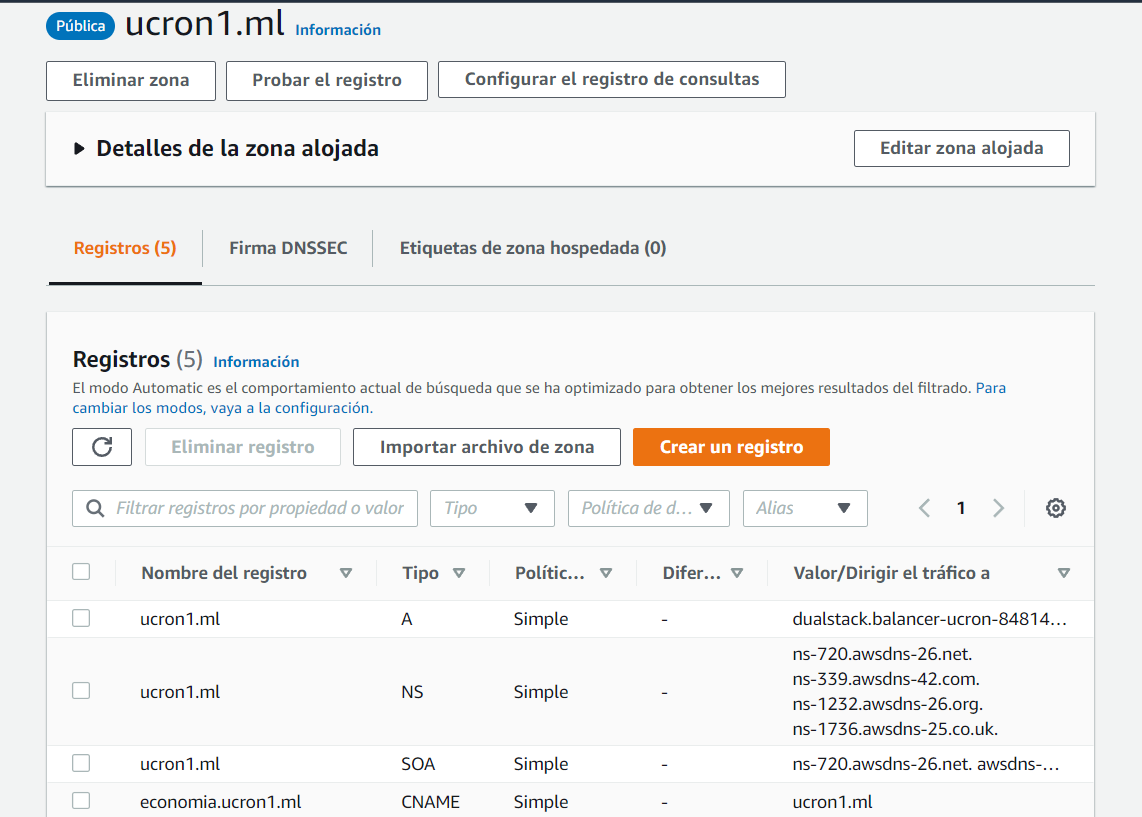 Pública ucron1.ml Información
Eliminar zona Probar el registro Configurar el registro de consultas
Detalles de la zona alojada Editar zona alojada
Registros (5) Firma DNSSEC Etiquetas de zona hospedada (0)
Registros (5) Información
El modo Automatic es el comportamiento actual de búsqueda que se ha optimizado para obtener los mejores resultados del filtrado. Para
cambiar los modos, vaya a la configuración.
Eliminar registro Importar archivo de zona Crear un registro
Filtrar registros por propiedad o valor Tipo Política de d... Alias 1
Nombre del registro Tipo Polític... Difer... Valor/Dirigir el tráfico a
ucron1.ml A Simple - dualstack.balancer-ucron-84814...
ns-720.awsdns-26.net.
ns-339.awsdns-42.com.
ucron1.ml NS Simple -
ns-1232.awsdns-26.org.
ns-1736.awsdns-25.co.uk.
ucron1.ml SOA Simple - ns-720.awsdns-26.net. awsdns-...
economia.ucron1.ml CNAME Simple - ucron1.ml